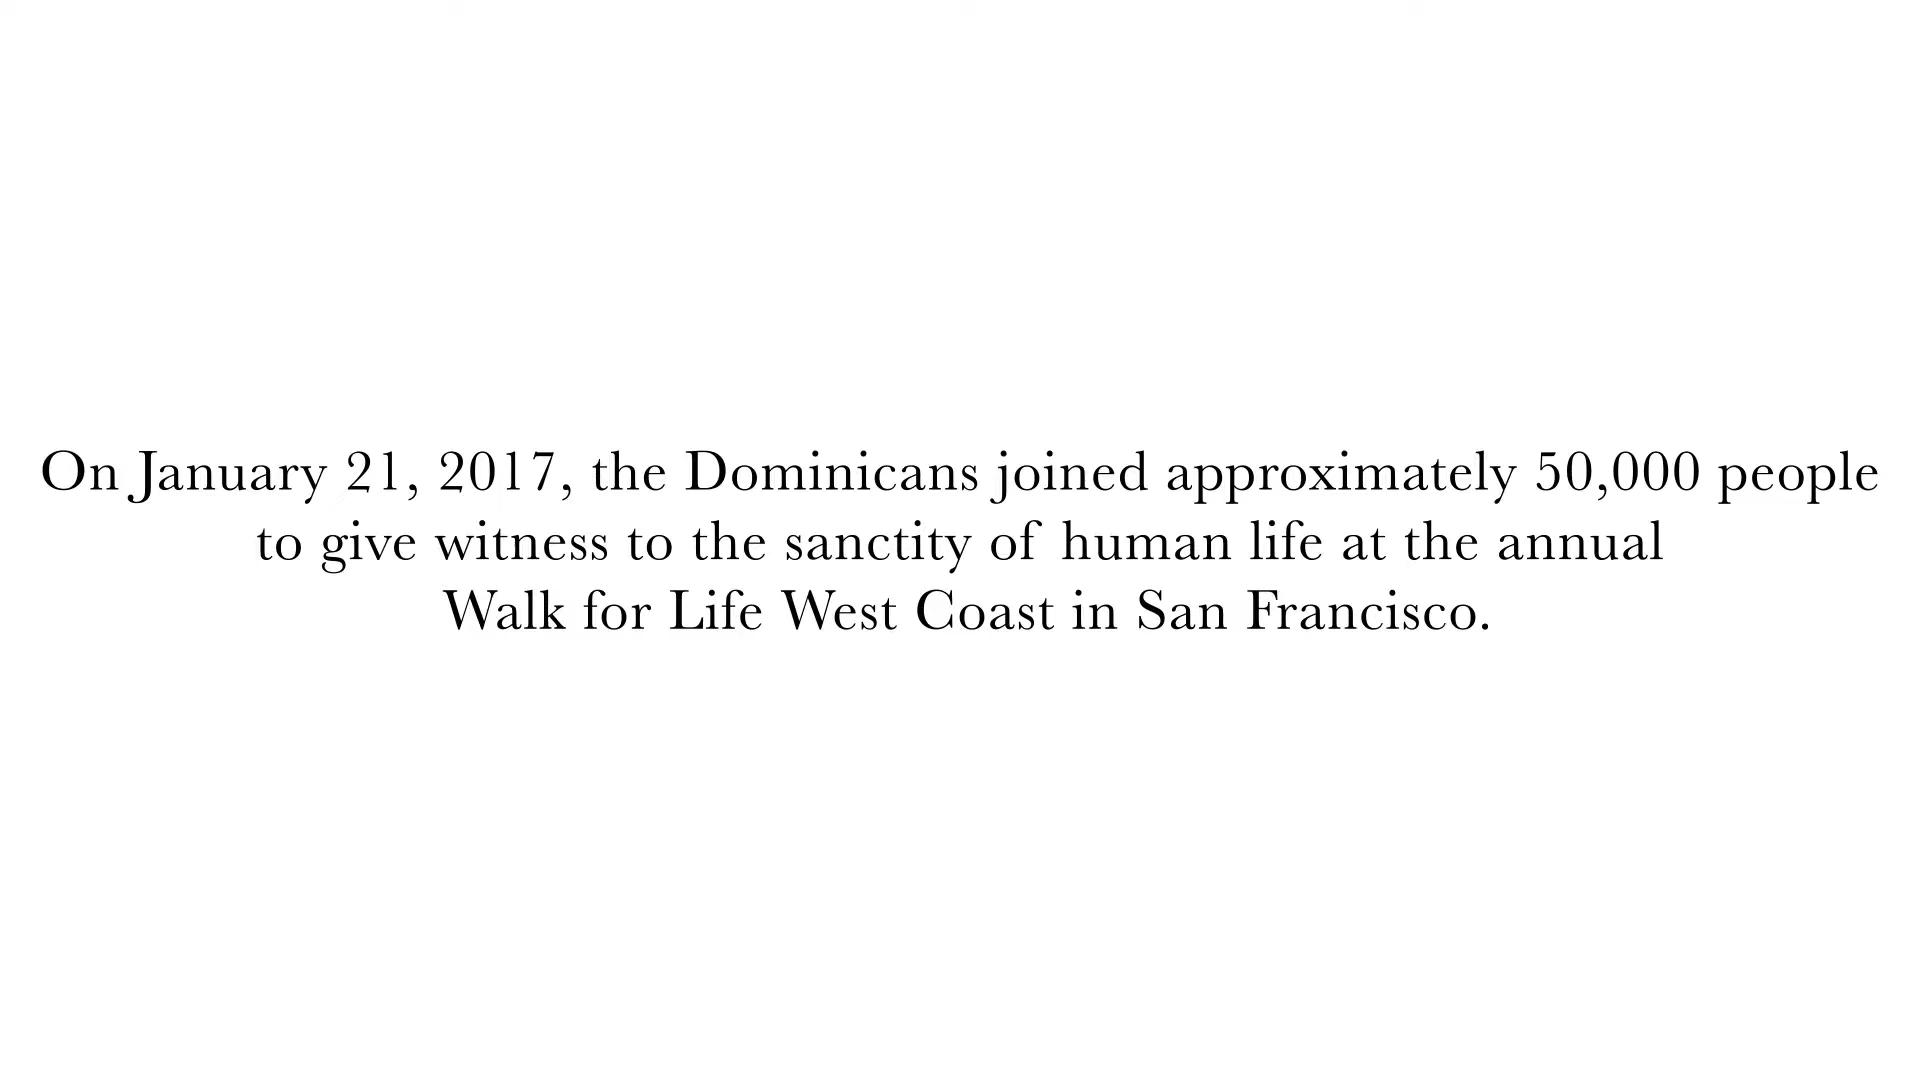 On January 21, 2017, the Dominicans joined approximately 50,000 people
to give witness to the sanctity of human life at the annual
Walk for Life West Coast in San Francisco.